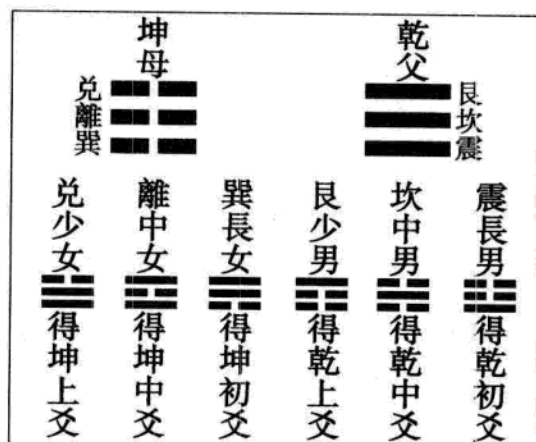 乾父
艮
坎
震
坤母
兑
離
巽
震長男
得乾初爻
坎中男
得乾中爻
艮少男
得乾上爻
巽長女
得坤初爻
離中女
得坤中爻
兑少女
得坤上爻